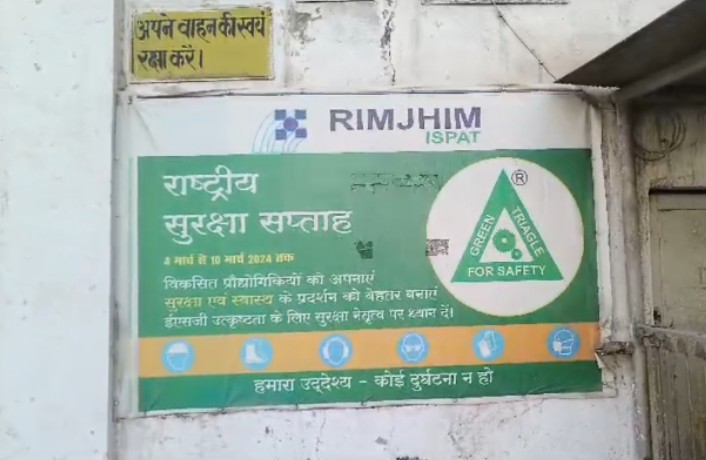 अपने वाहन की स्वयं
रक्षा करें।
RIMJHIM
ISPAT
राष्ट्रीय
सुरक्षा सप्ताह
4 मार्च से 10 मार्च 2024 तक
विकसित प्रौद्योगिकियों को अपनाएं
सुरक्षा एवं स्वास्थ के प्रदर्शन को बेहतर बनाएं
ईएसजी उत्कृष्टता के लिए सुरक्षा नेतृत्व पर ध्यान दें।
®
GREEN
TRIAGLE
FOR SAFETY
हमारा उद्देश्य - कोई दुर्घटना न हो